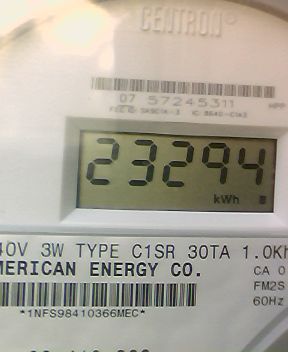 CENTRON®
07 57245311
23294
kWh
40V 3W TYPE C1SR 30TA 1.0Kh
MERICAN ENERGY CO.
CA 0
FM2S
60Hz
*1NFS98410366MEC*